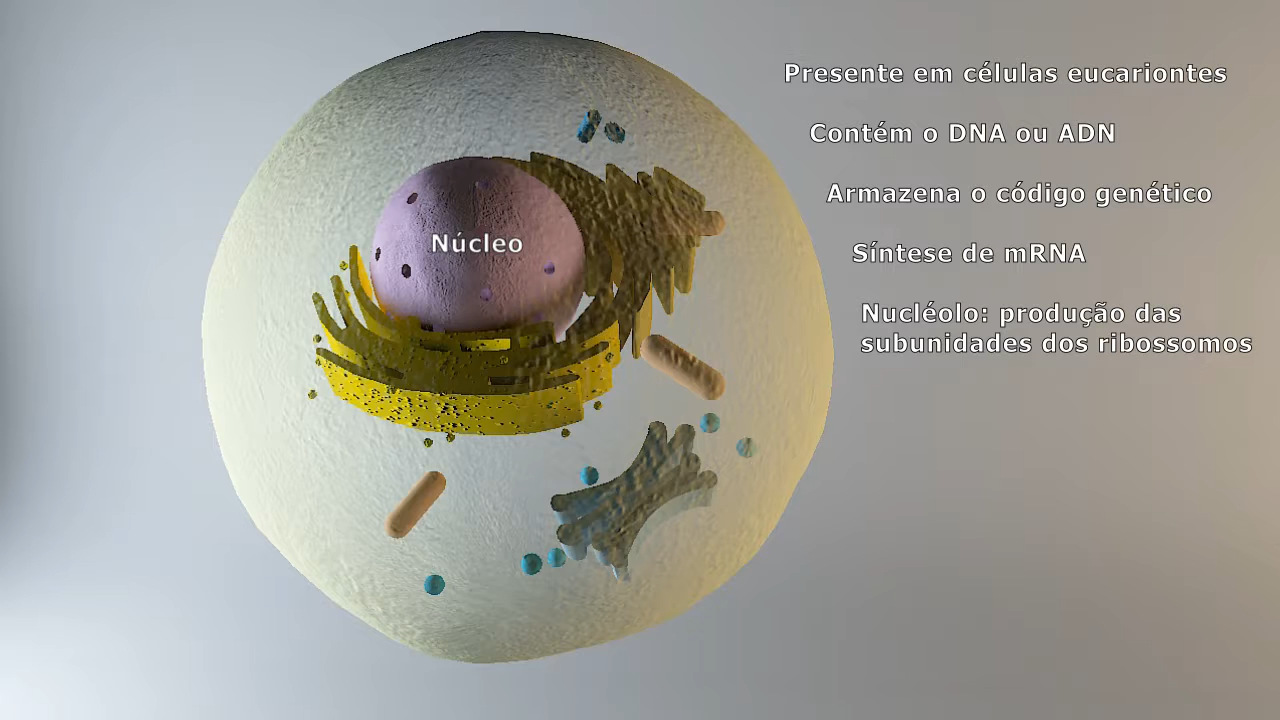 Presente em células eucariontes
Contém o DNA ou ADN
Armazena o código genético
Núcleo
Síntese de mRNA
Nucléolo: produção das
subunidades dos ribossomos